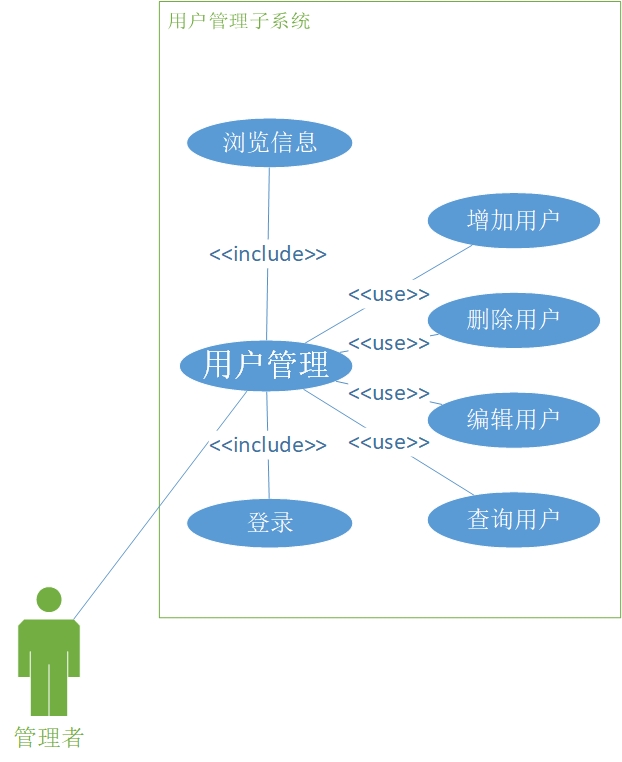 用户管理子系统
浏览信息
增加用户
<<include>>
<<use>>
删除用户
<<use>>
用户管理
<<use>>
编辑用户
<<include>>
<<use>>
登录
查询用户
管理者